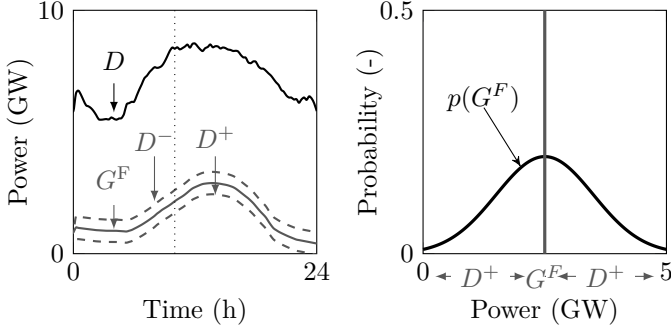 10
Power (GW)
D
D⁻
D⁺
Gᶠ
0
0
24
Time (h)
0.5
Probability (-)
p(Gᶠ)
0
0
5
D⁺
Gᶠ
D⁺
Power (GW)